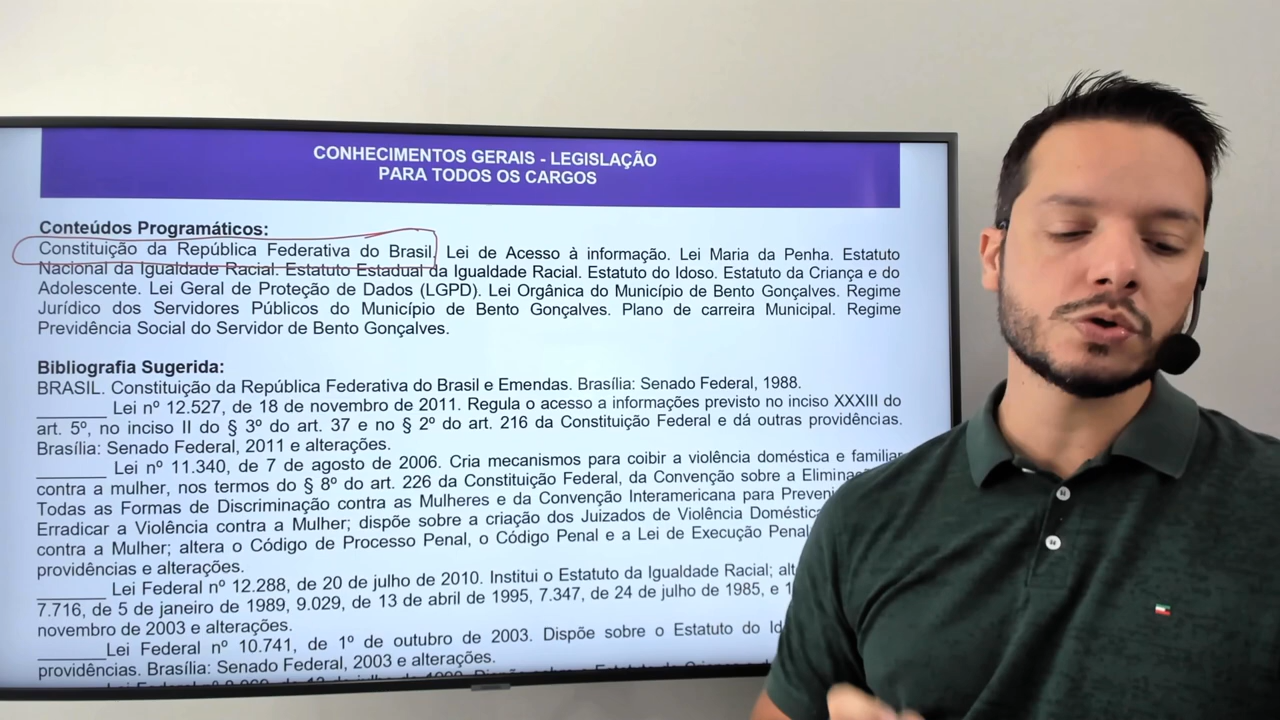 CONHECIMENTOS GERAIS - LEGISLAÇÃO
PARA TODOS OS CARGOS
Conteúdos Programáticos:
Constituição da República Federativa do Brasil. Lei de Acesso à informação. Lei Maria da Penha. Estatuto
Nacional da Igualdade Racial. Estatuto Estadual da Igualdade Racial. Estatuto do Idoso. Estatuto da Criança e do
Adolescente. Lei Geral de Proteção de Dados (LGPD). Lei Orgânica do Município de Bento Gonçalves. Regime
Jurídico dos Servidores Públicos do Município de Bento Gonçalves. Plano de carreira Municipal. Regime
Previdência Social do Servidor de Bento Gonçalves.
Bibliografia Sugerida:
BRASIL. Constituição da República Federativa do Brasil e Emendas. Brasília: Senado Federal, 1988.
_______ Lei nº 12.527, de 18 de novembro de 2011. Regula o acesso a informações previsto no inciso XXXIII do
art. 5º, no inciso II do § 3º do art. 37 e no § 2º do art. 216 da Constituição Federal e dá outras providências.
Brasília: Senado Federal, 2011 e alterações.
_______ Lei nº 11.340, de 7 de agosto de 2006. Cria mecanismos para coibir a violência doméstica e familiar
contra a mulher, nos termos do § 8º do art. 226 da Constituição Federal, da Convenção sobre a
Todas as Formas de Discriminação contra as Mulheres e da Convenção Interamericana para
Erradicar a Violência contra a Mulher; dispõe sobre a criação dos Juizados de Violência
contra a Mulher; altera o Código de Processo Penal, o Código Penal e a Lei de Execução Penal
providências e alterações.
_______ Lei Federal nº 12.288, de 20 de julho de 2010. Institui o Estatuto da Igualdade Racial;
7.716, de 5 de janeiro de 1989, 9.029, de 13 de abril de 1995, 7.347, de 24 de julho de 1985, e
novembro de 2003 e alterações.
_______ Lei Federal nº 10.741, de 1º de outubro de 2003. Dispõe sobre o Estatuto do
providências. Brasília: Senado Federal, 2003 e alterações.